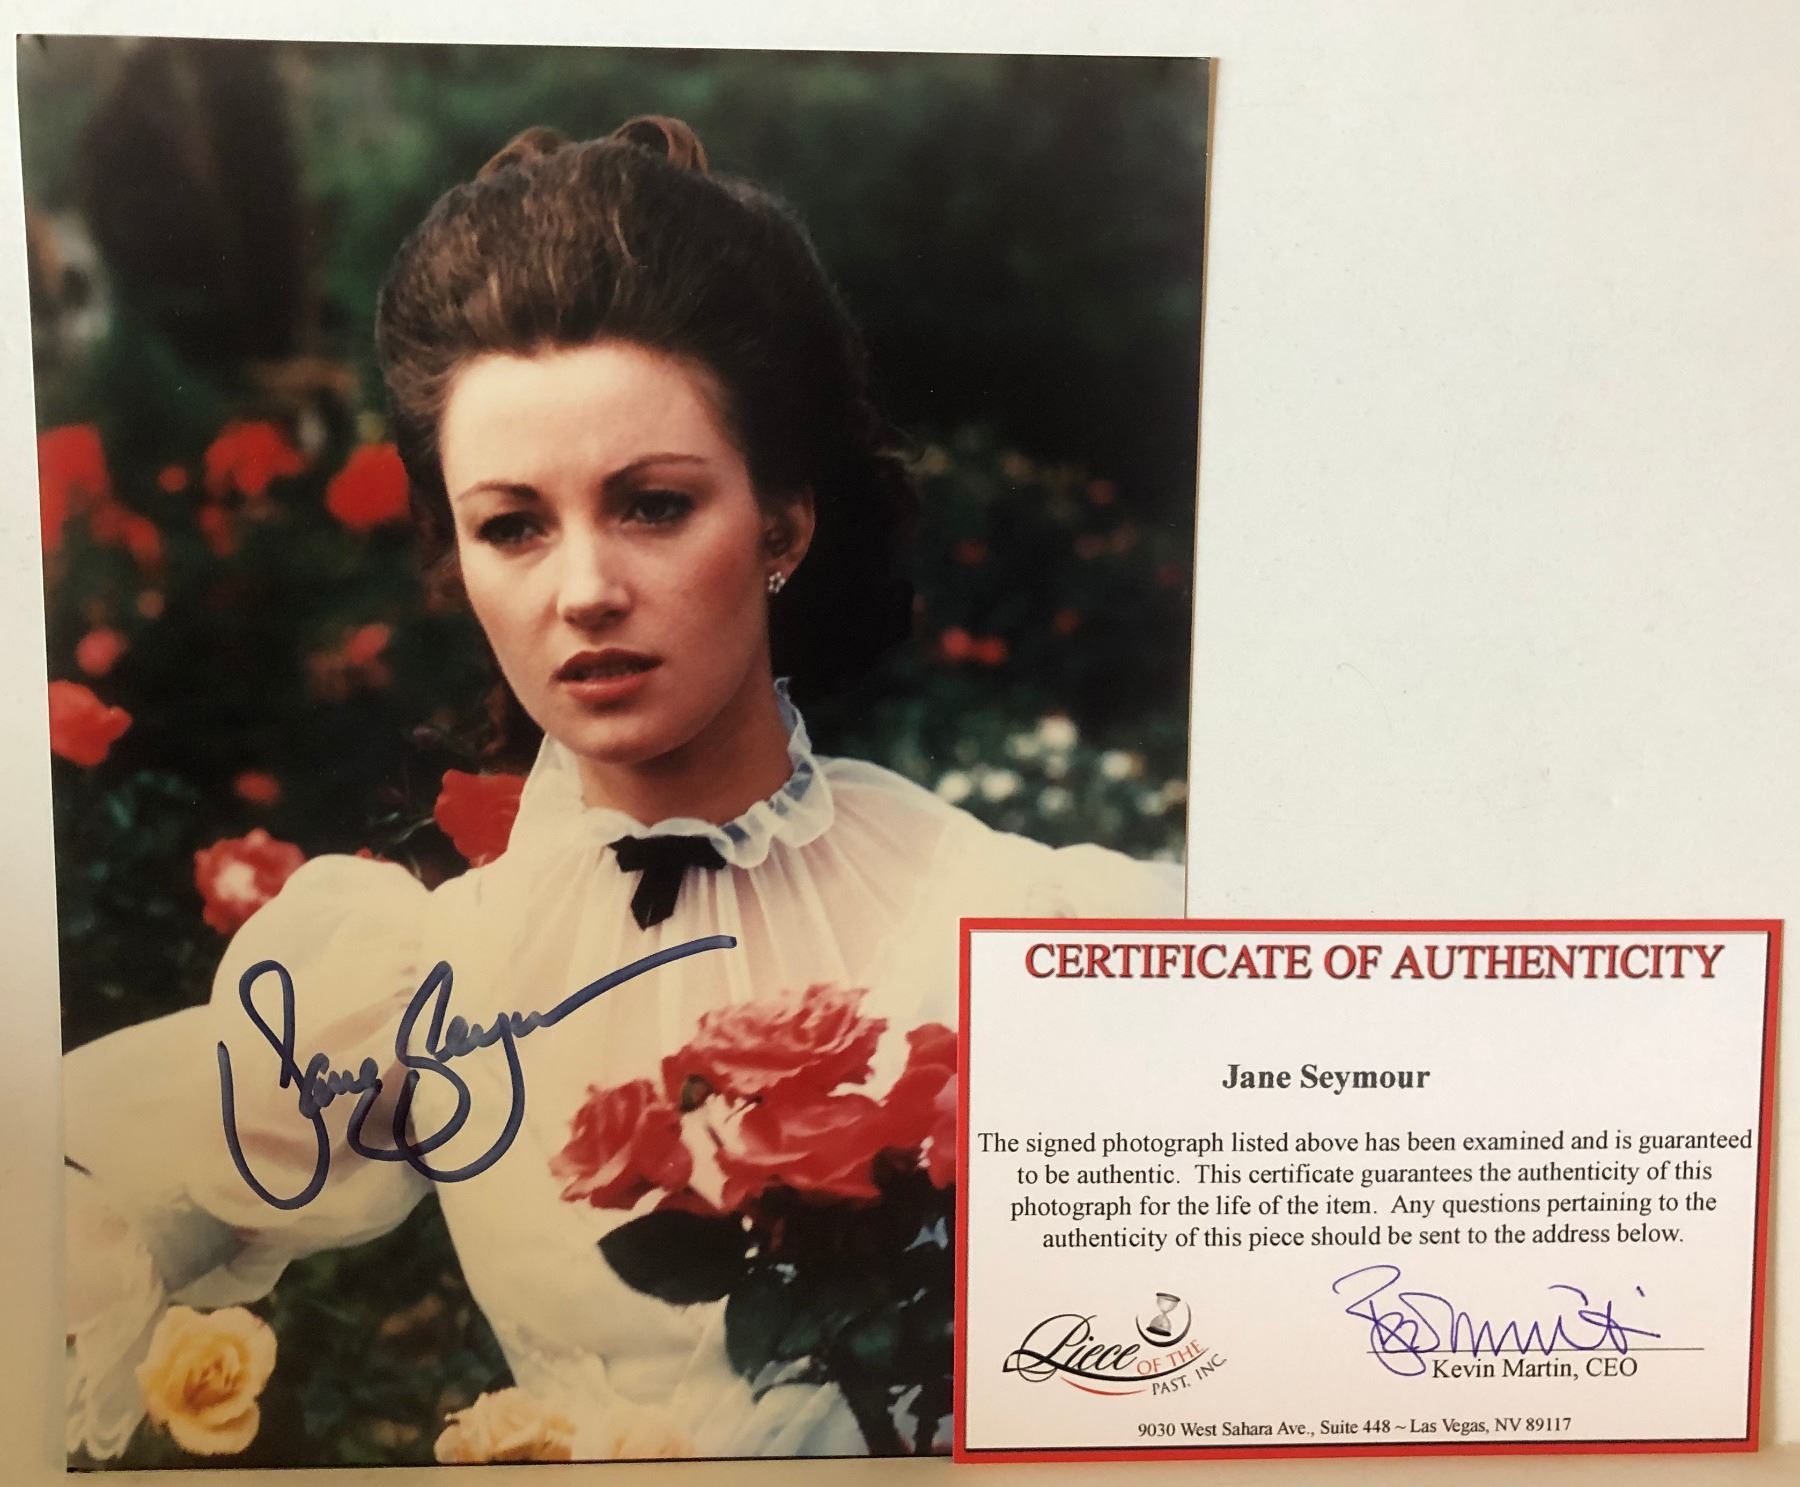 Jane Seymour
CERTIFICATE OF AUTHENTICITY
Jane Seymour
The signed photograph listed above has been examined and is guaranteed
to be authentic.  This certificate guarantees the authenticity of this
photograph for the life of the item.  Any questions pertaining to the
authenticity of this piece should be sent to the address below.
Piece
OF THE
PAST, INC
Kevin Martin, CEO
9030 West Sahara Ave., Suite 448 ~ Las Vegas, NV 89117